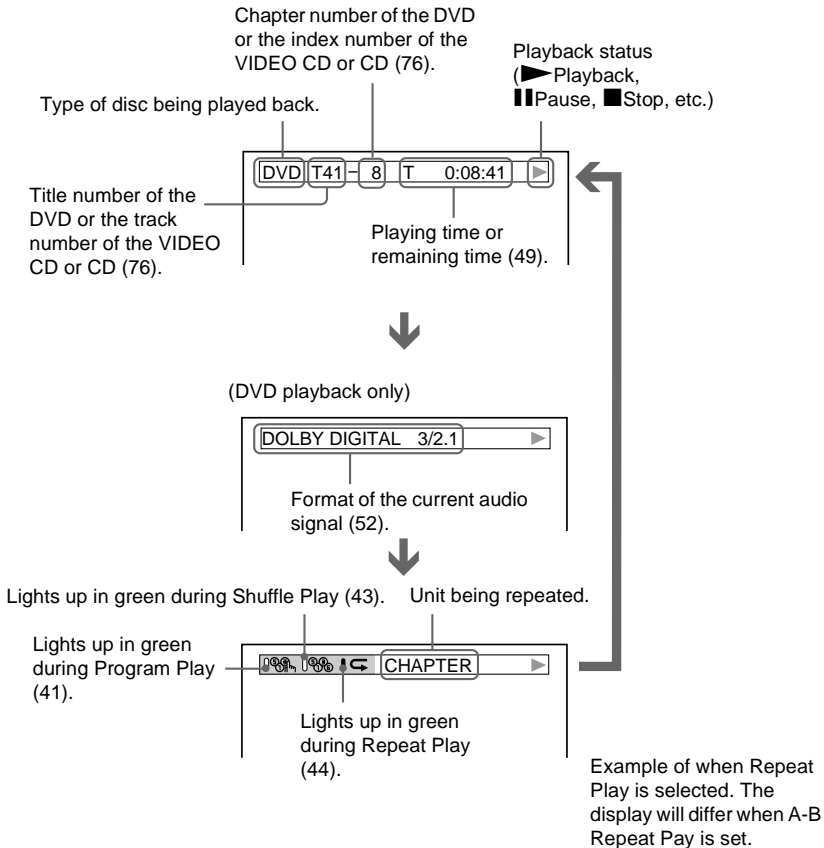 Chapter number of the DVD
or the index number of the
VIDEO CD or CD (76).
Playback status
(▶Playback,
❚❚Pause, ■Stop, etc.)
Type of disc being played back.
DVD T41 – 8 T 0:08:41 ▶
Title number of the
DVD or the track
number of the VIDEO
CD or CD (76).
Playing time or
remaining time (49).
(DVD playback only)
DOLBY DIGITAL 3/2.1 ▶
Format of the current audio
signal (52).
Lights up in green during Shuffle Play (43).
Unit being repeated.
Lights up in green
during Program Play
(41).
CHAPTER ▶
Lights up in green
during Repeat Play
(44).
Example of when Repeat
Play is selected. The
display will differ when A-B
Repeat Pay is set.